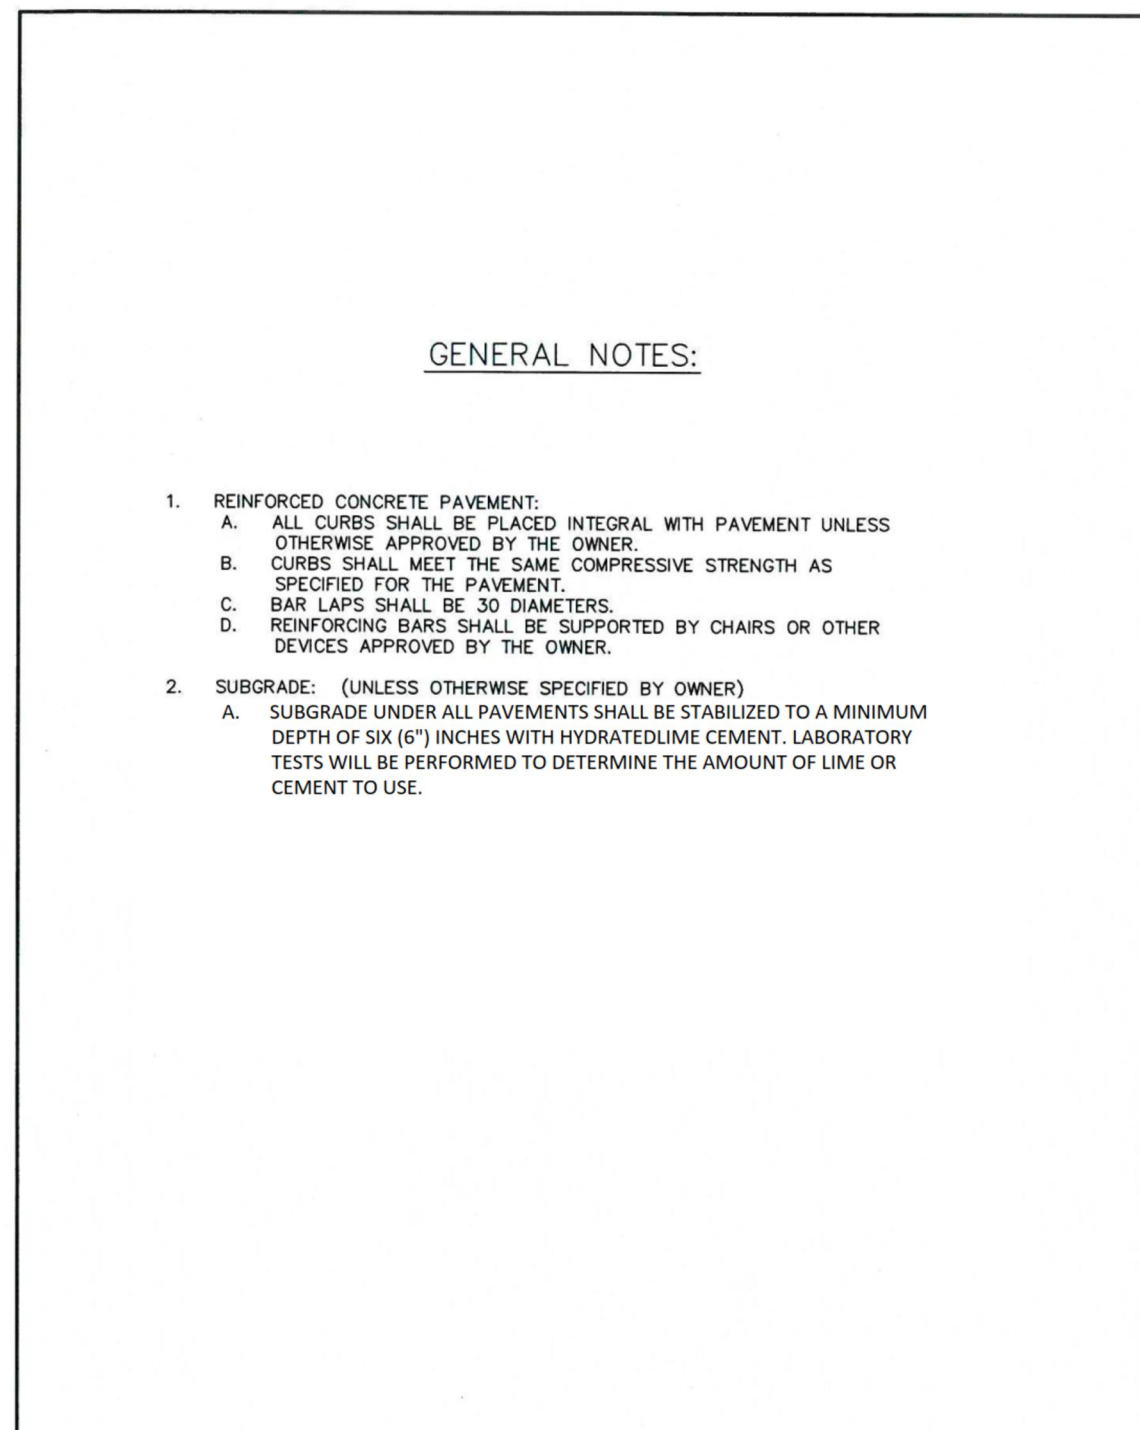 GENERAL NOTES:
1. REINFORCED CONCRETE PAVEMENT:
A. ALL CURBS SHALL BE PLACED INTEGRAL WITH PAVEMENT UNLESS
OTHERWISE APPROVED BY THE OWNER.
B. CURBS SHALL MEET THE SAME COMPRESSIVE STRENGTH AS
SPECIFIED FOR THE PAVEMENT.
C. BAR LAPS SHALL BE 30 DIAMETERS.
D. REINFORCING BARS SHALL BE SUPPORTED BY CHAIRS OR OTHER
DEVICES APPROVED BY THE OWNER.
2. SUBGRADE: (UNLESS OTHERWISE SPECIFIED BY OWNER)
A. SUBGRADE UNDER ALL PAVEMENTS SHALL BE STABILIZED TO A MINIMUM
DEPTH OF SIX (6") INCHES WITH HYDRATEDLIME CEMENT. LABORATORY
TESTS WILL BE PERFORMED TO DETERMINE THE AMOUNT OF LIME OR
CEMENT TO USE.